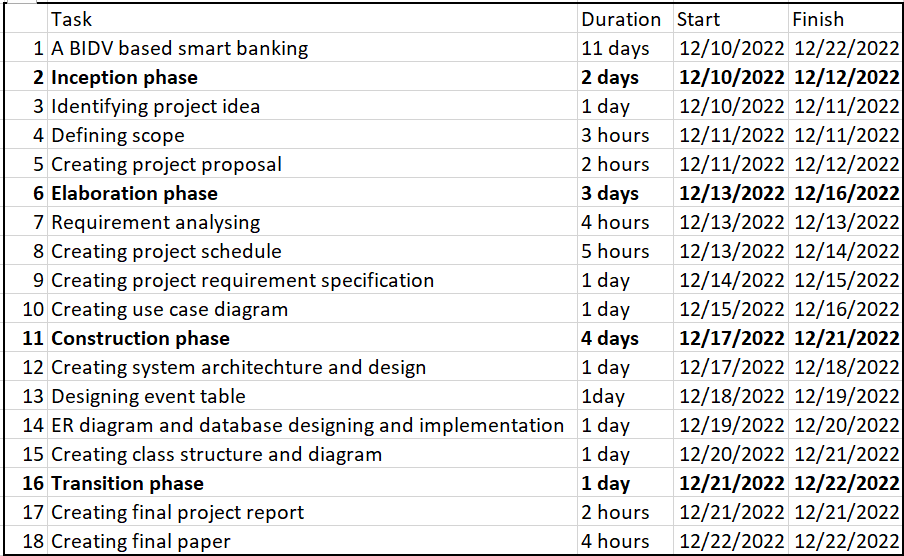 Task Duration Start Finish
1 A BIDV based smart banking 11 days 12/10/2022 12/22/2022
2 Inception phase 2 days 12/10/2022 12/12/2022
3 Identifying project idea 1 day 12/10/2022 12/11/2022
4 Defining scope 3 hours 12/11/2022 12/11/2022
5 Creating project proposal 2 hours 12/11/2022 12/12/2022
6 Elaboration phase 3 days 12/13/2022 12/16/2022
7 Requirement analysing 4 hours 12/13/2022 12/13/2022
8 Creating project schedule 5 hours 12/13/2022 12/14/2022
9 Creating project requirement specification 1 day 12/14/2022 12/15/2022
10 Creating use case diagram 1 day 12/15/2022 12/16/2022
11 Construction phase 4 days 12/17/2022 12/21/2022
12 Creating system architechture and design 1 day 12/17/2022 12/18/2022
13 Designing event table 1day 12/18/2022 12/19/2022
14 ER diagram and database designing and implementation 1 day 12/19/2022 12/20/2022
15 Creating class structure and diagram 1 day 12/20/2022 12/21/2022
16 Transition phase 1 day 12/21/2022 12/22/2022
17 Creating final project report 2 hours 12/21/2022 12/21/2022
18 Creating final paper 4 hours 12/22/2022 12/22/2022